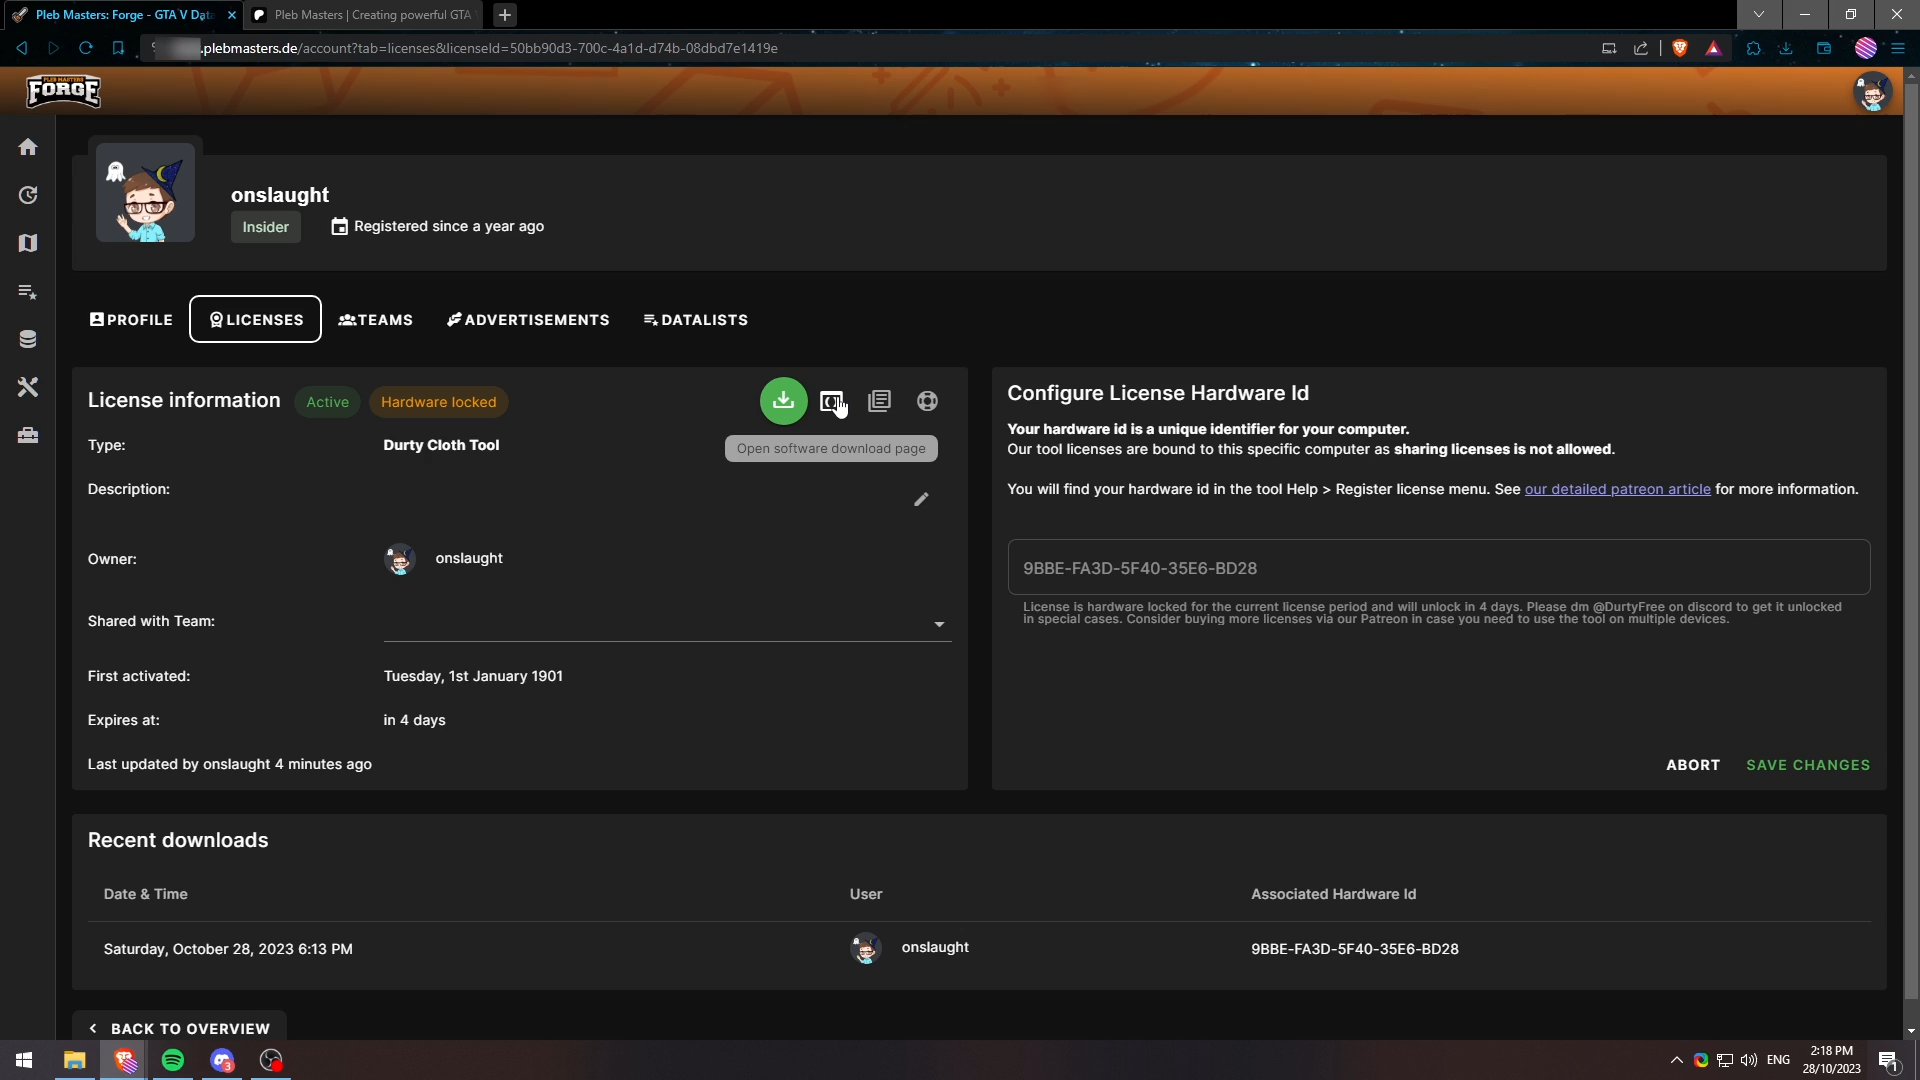 Pleb Masters: Forge - GTA V Dat
Pleb Masters | Creating powerful GTA
.plebmasters.de/account?tab=licenses&licenseId=50bb90d3-700c-4a1d-d74b-08dbd7e1419e
PLEB MASTERS
FORGE
onslaught
Insider
Registered since a year ago
PROFILE
LICENSES
TEAMS
ADVERTISEMENTS
DATALISTS
License information
Active
Hardware locked
Open software download page
Type:
Durty Cloth Tool
Description:
Owner:
onslaught
Shared with Team:
First activated:
Tuesday, 1st January 1901
Expires at:
in 4 days
Last updated by onslaught 4 minutes ago
Configure License Hardware Id
Your hardware id is a unique identifier for your computer.
Our tool licenses are bound to this specific computer as sharing licenses is not allowed.
You will find your hardware id in the tool Help > Register license menu. See our detailed patreon article for more information.
9BBE-FA3D-5F40-35E6-BD28
License is hardware locked for the current license period and will unlock in 4 days. Please dm @DurtyFree on discord to get it unlocked
in special cases. Consider buying more licenses via our Patreon in case you need to use the tool on multiple devices.
ABORT
SAVE CHANGES
Recent downloads
Date & Time
User
Associated Hardware Id
Saturday, October 28, 2023 6:13 PM
onslaught
9BBE-FA3D-5F40-35E6-BD28
BACK TO OVERVIEW
3
ENG
2:18 PM
28/10/2023
1